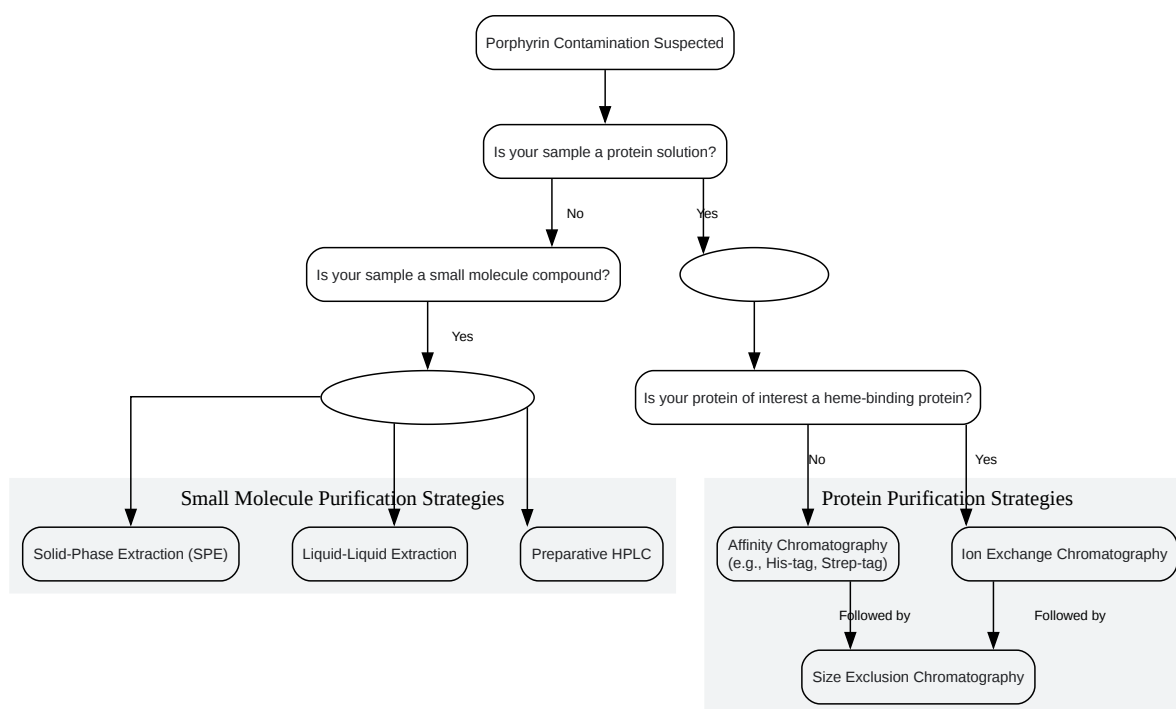 Porphyrin Contamination Suspected
Is your sample a protein solution?
No
Yes
Is your sample a small molecule compound?
Yes
Is your protein of interest a heme-binding protein?
No
Yes
Small Molecule Purification Strategies
Protein Purification Strategies
Solid-Phase Extraction (SPE)
Liquid-Liquid Extraction
Preparative HPLC
Affinity Chromatography
(e.g., His-tag, Strep-tag)
Ion Exchange Chromatography
Followed by
Followed by
Size Exclusion Chromatography